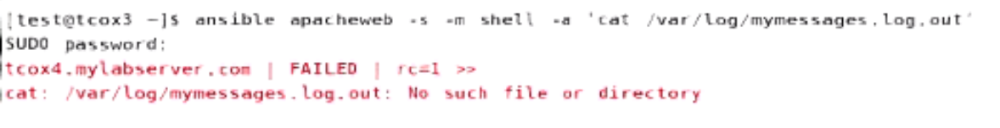 [test@tcox3 ~]$ ansible apacheweb -s -m shell -a 'cat /var/log/mymessages.log.out'
SUDO password:
tcox4.mylabserver.com | FAILED | rc=1 >>
cat: /var/log/mymessages.log.out: No such file or directory